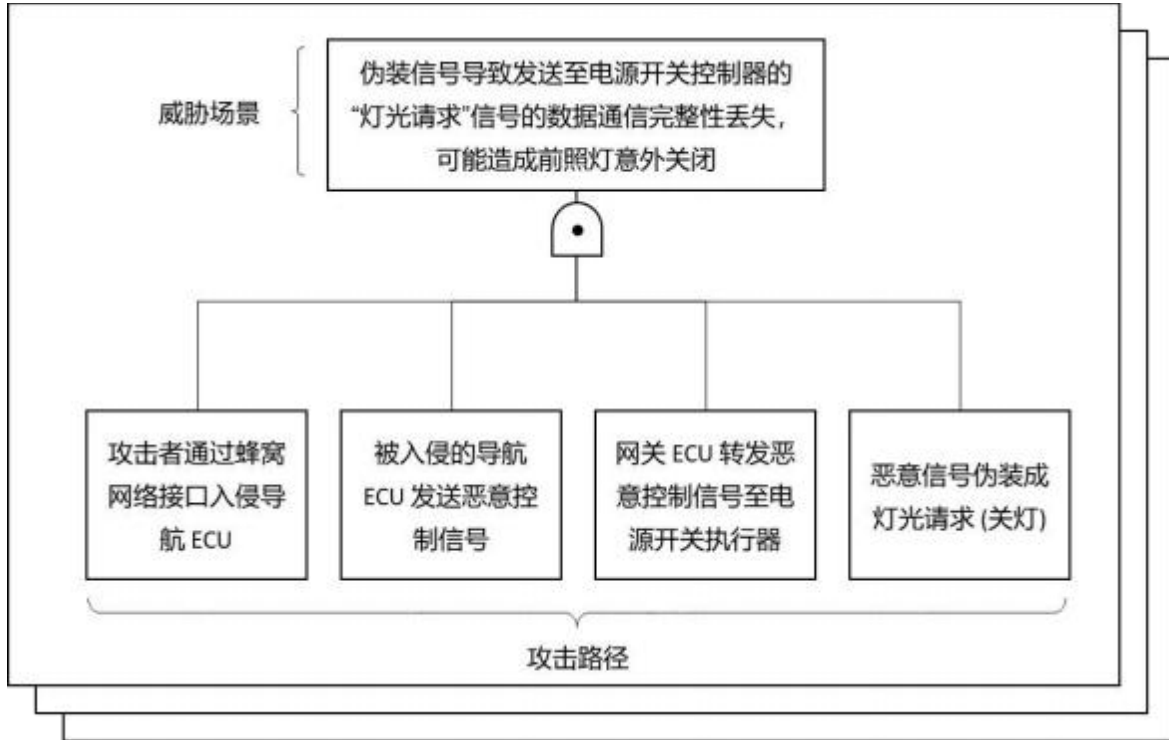 威胁场景
伪装信号导致发送至电源开关控制器的
“灯光请求”信号的数据通信完整性丢失，
可能造成前照灯意外关闭
攻击者通过蜂窝
网络接口入侵导
航 ECU
被入侵的导航
ECU 发送恶意控
制信号
网关 ECU 转发恶
意控制信号至电
源开关执行器
恶意信号伪装成
灯光请求 (关灯)
攻击路径